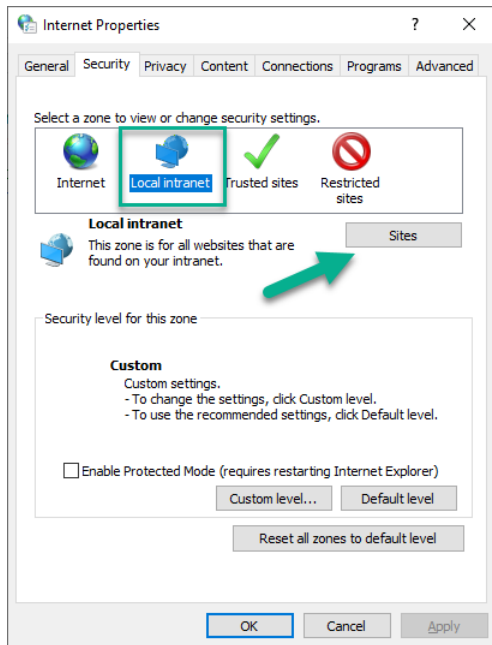 Internet Properties
? ×
General Security Privacy Content Connections Programs Advanced
Select a zone to view or change security settings.
Internet
Local intranet
Trusted sites
Restricted
sites
Local intranet
This zone is for all websites that are
found on your intranet.
Sites
Security level for this zone
Custom
Custom settings.
- To change the settings, click Custom level.
- To use the recommended settings, click Default level.
Enable Protected Mode (requires restarting Internet Explorer)
Custom level... Default level
Reset all zones to default level
OK Cancel Apply